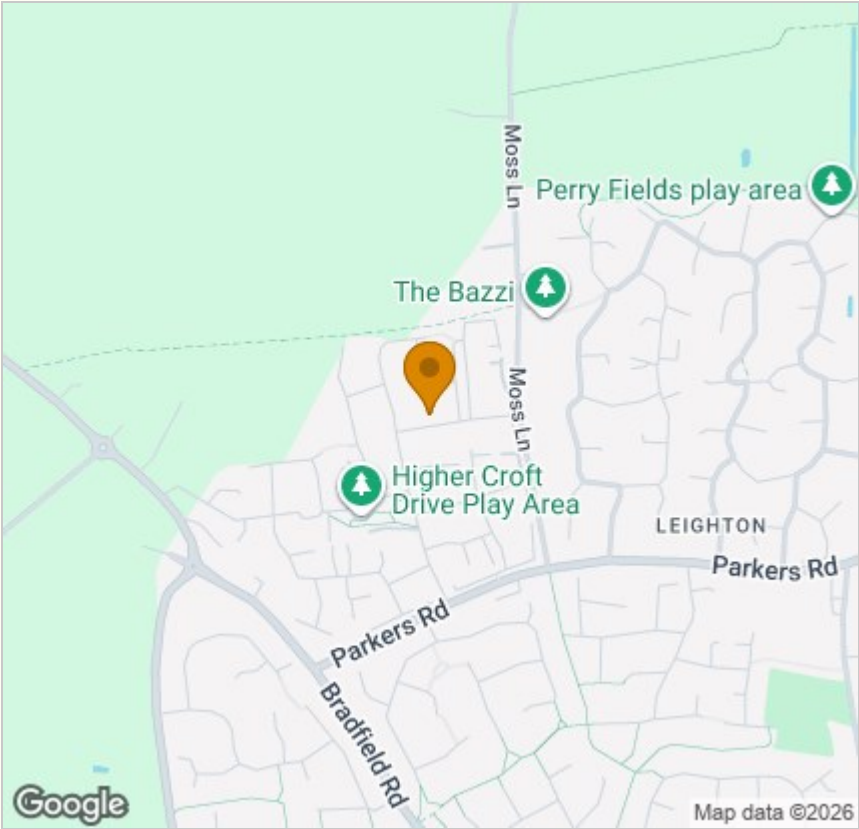 Moss Ln
Perry Fields play area
The Bazzi
Moss Ln
Higher Croft
Drive Play Area
LEIGHTON
Parkers Rd
Parkers Rd
Bradfield Rd
Google
Map data ©2026